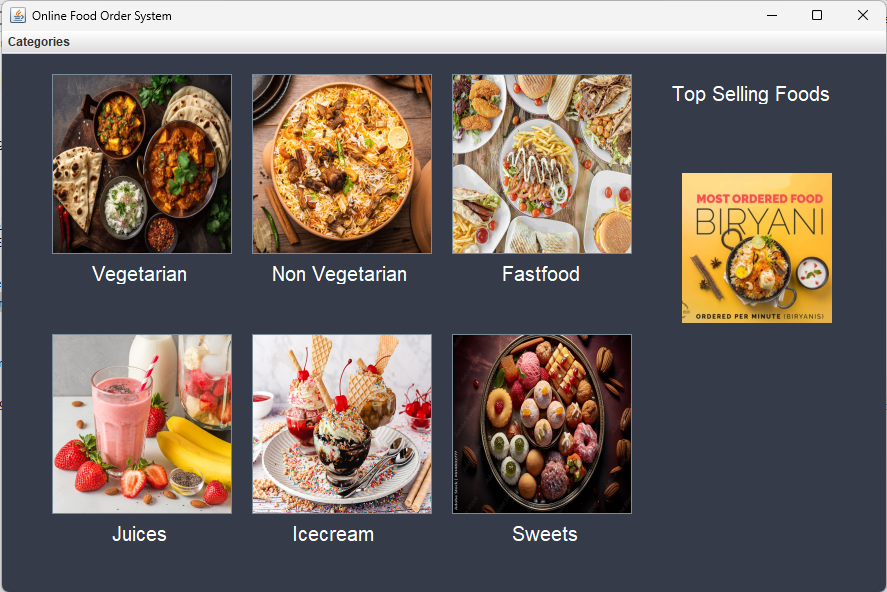 Online Food Order System
Categories
Top Selling Foods
MOST ORDERED FOOD
BIRYANI
ORDERED PER MINUTE (BIRYANIS)
Vegetarian
Non Vegetarian
Fastfood
Juices
Icecream
Sweets